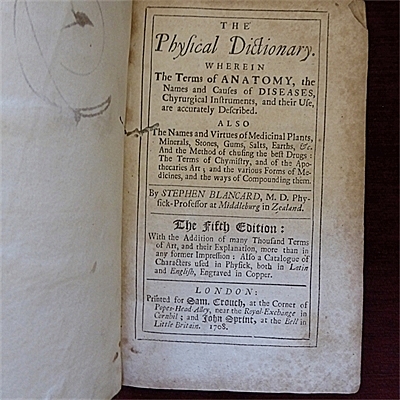 THE
Phyſical Dictionary.
WHEREIN
The Terms of ANATOMY, the
Names and Cauſes of DISEASES,
Chyrurgical Inſtruments, and their Uſe,
are accurately Deſcribed.
ALSO
The Names and Virtues of Medicinal Plants,
Minerals, Stones, Gums, Salts, Earths, &c.
And the Method of chuſing the beſt Drugs:
The Terms of Chymiſtry, and of the Apo-
thecaries Art; and the various Forms of Me-
dicines, and the ways of Compounding them.
By STEPHEN BLANCARD, M. D. Phy-
ſick-Profeſſor at Middleburg in Zealand.
The Fifth Edition:
With the Addition of many Thouſand Terms
of Art, and their Explanation, more than in
any former Impreſſion: Alſo a Catalogue of
Characters uſed in Phyſick, both in Latin
and Engliſh, Engraved in Copper.
LONDON:
Printed for Sam. Crouch, at the Corner of
Popes-Head-Alley, near the Royal-Exchange in
Cornhil; and John Sprint, at the Bell in
Little Britain. 1708.